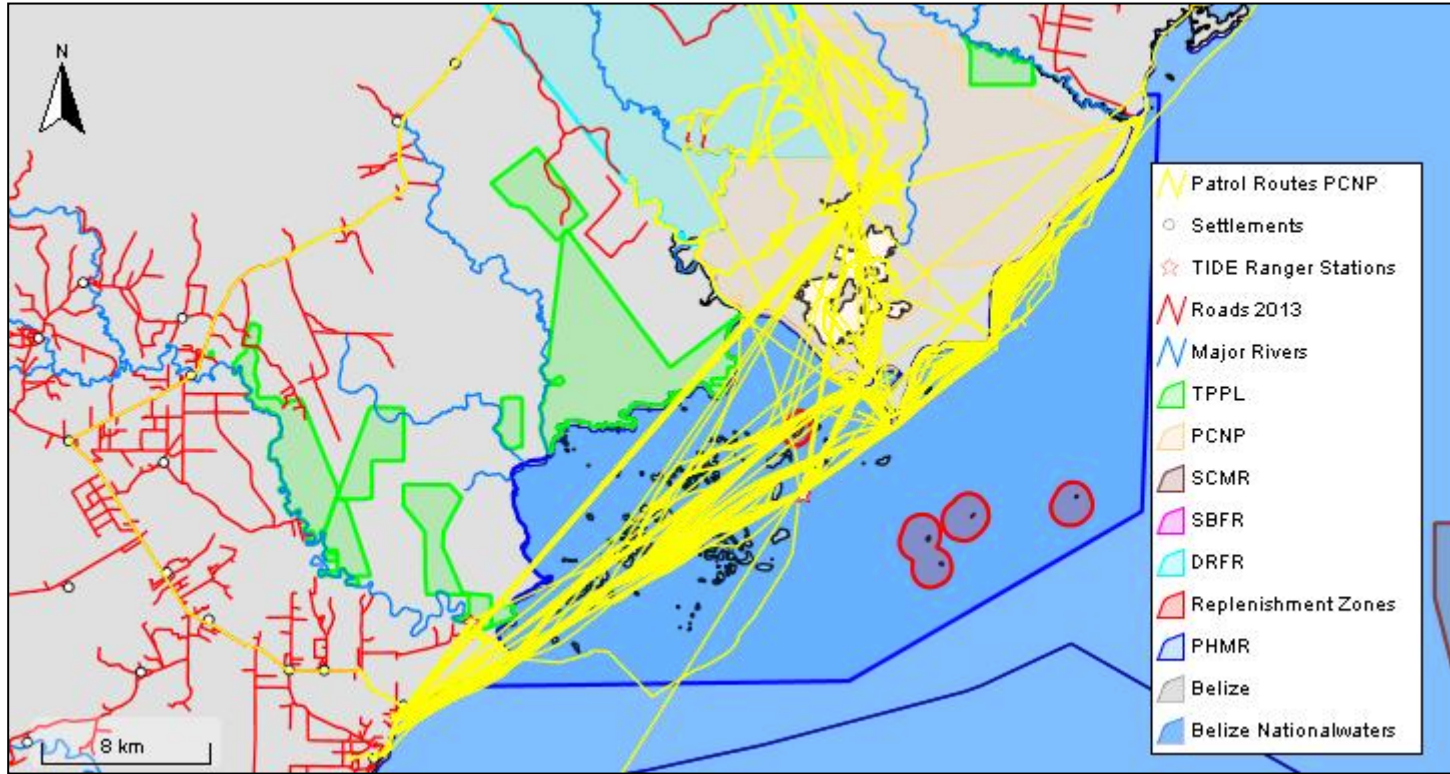 N
Patrol Routes PCNP
Settlements
TIDE Ranger Stations
Roads 2013
Major Rivers
TPPL
PCNP
SCMR
SBFR
DRFR
Replenishment Zones
PHMR
Belize
Belize Nationalwaters
8 km